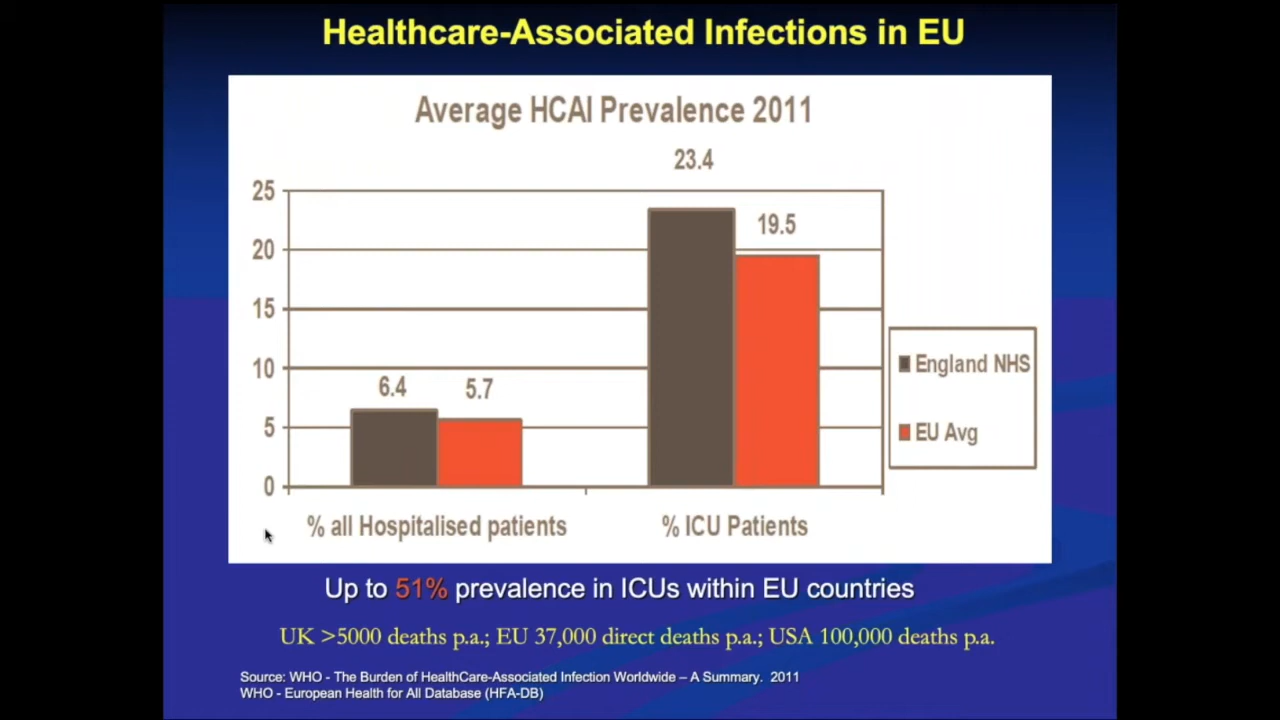 Healthcare-Associated Infections in EU
Average HCAI Prevalence 2011
23.4
25
19.5
20
15
10
6.4
5.7
5
0
England NHS
EU Avg
% all Hospitalised patients
% ICU Patients
Up to 51% prevalence in ICUs within EU countries
UK >5000 deaths p.a.; EU 37,000 direct deaths p.a.; USA 100,000 deaths p.a.
Source: WHO - The Burden of HealthCare-Associated Infection Worldwide – A Summary. 2011
WHO - European Health for All Database (HFA-DB)